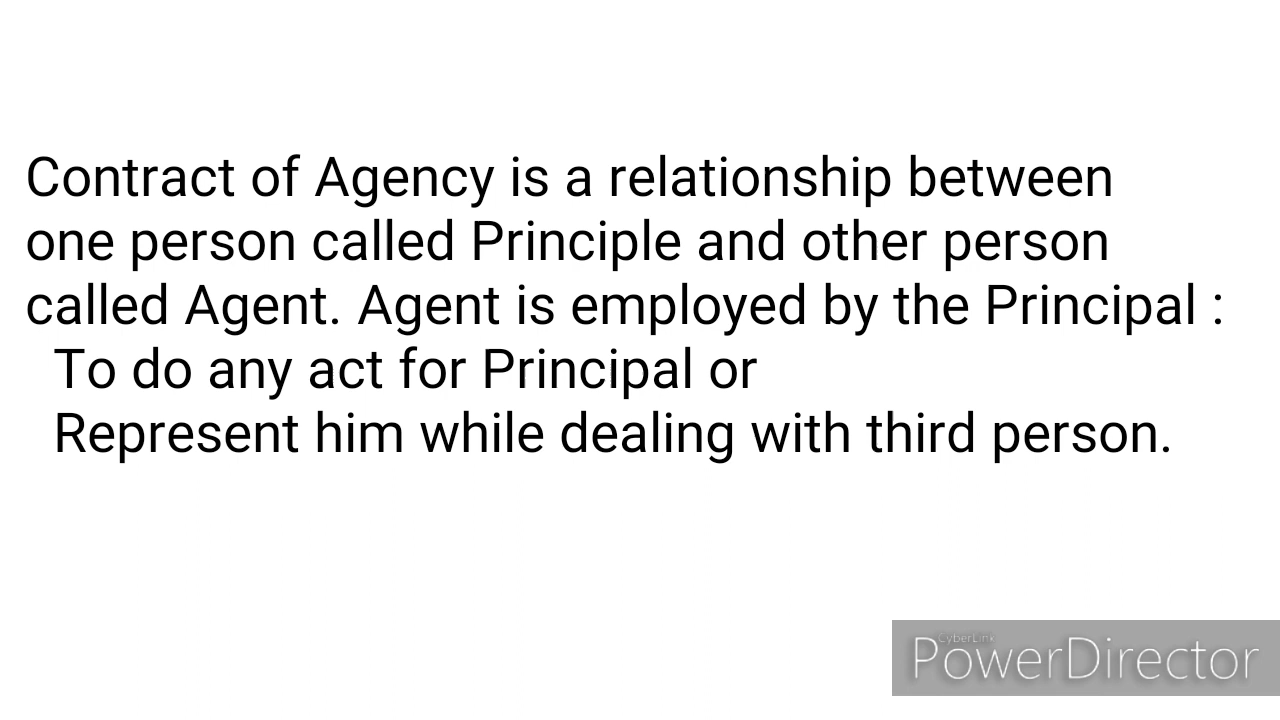 Contract of Agency is a relationship between
one person called Principle and other person
called Agent. Agent is employed by the Principal :
To do any act for Principal or
Represent him while dealing with third person.
CyberLink
PowerDirector